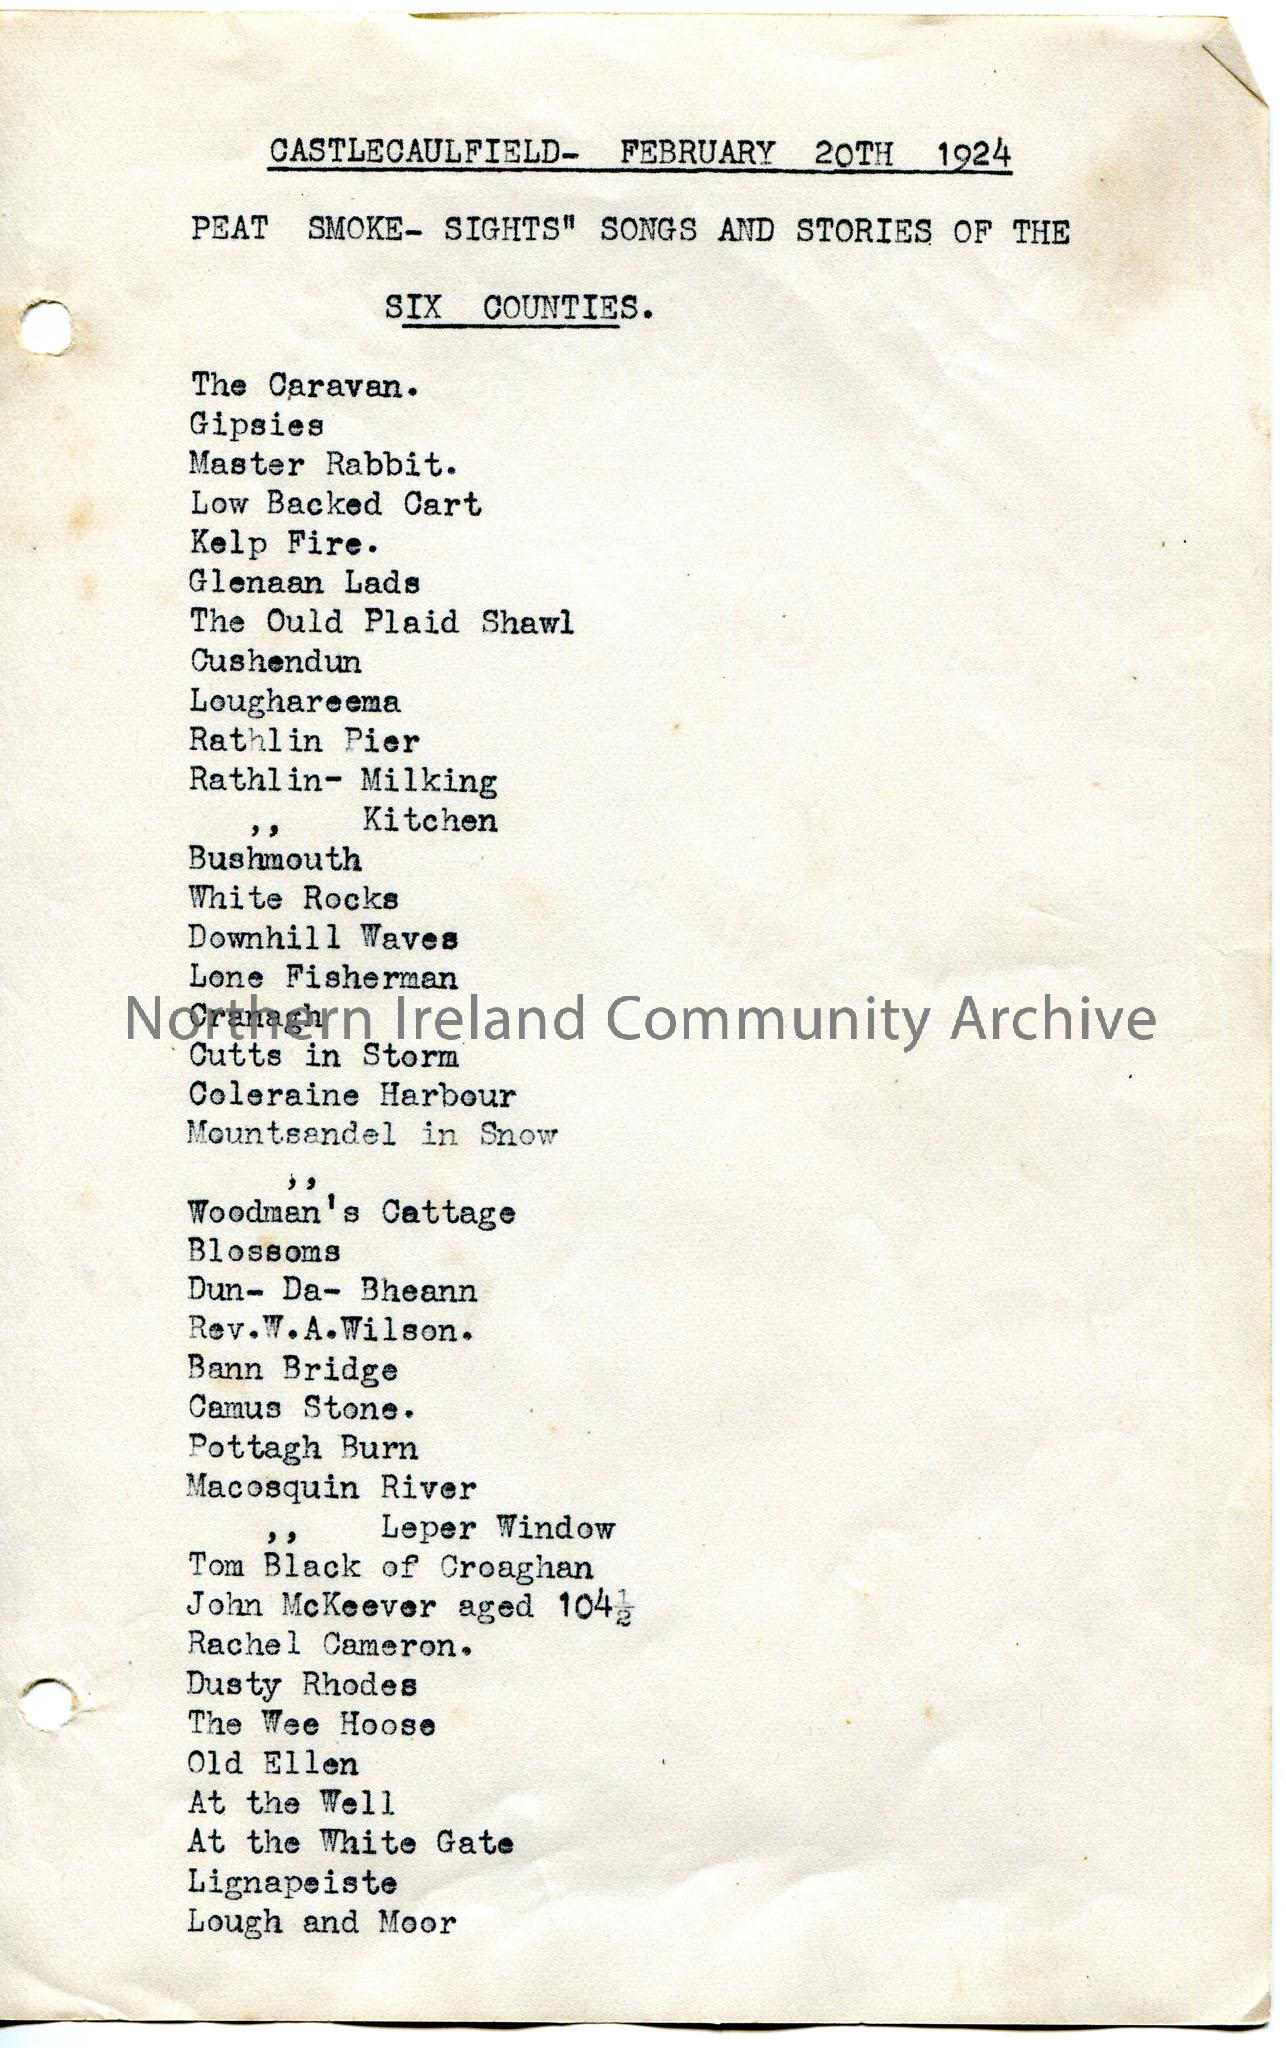 CASTLECAULFIELD- FEBRUARY 20TH 1924
PEAT SMOKE- SIGHTS" SONGS AND STORIES OF THE
SIX COUNTIES.
The Caravan.
Gipsies
Master Rabbit.
Low Backed Cart
Kelp Fire.
Glenaan Lads
The Ould Plaid Shawl
Cushendun
Loughareema
Rathlin Pier
Rathlin- Milking
,, Kitchen
Bushmouth
White Rocks
Downhill Waves
Lone Fisherman
Cranagh
Northern Ireland Community Archive
Cutts in Storm
Coleraine Harbour
Mountsandel in Snow
,,
Woodman's Cattage
Blossoms
Dun- Da- Bheann
Rev.W.A.Wilson.
Bann Bridge
Camus Stone.
Pottagh Burn
Macosquin River
,, Leper Window
Tom Black of Croaghan
John McKeever aged 104½
Rachel Cameron.
Dusty Rhodes
The Wee Hoose
Old Ellen
At the Well
At the White Gate
Lignapeiste
Lough and Moor